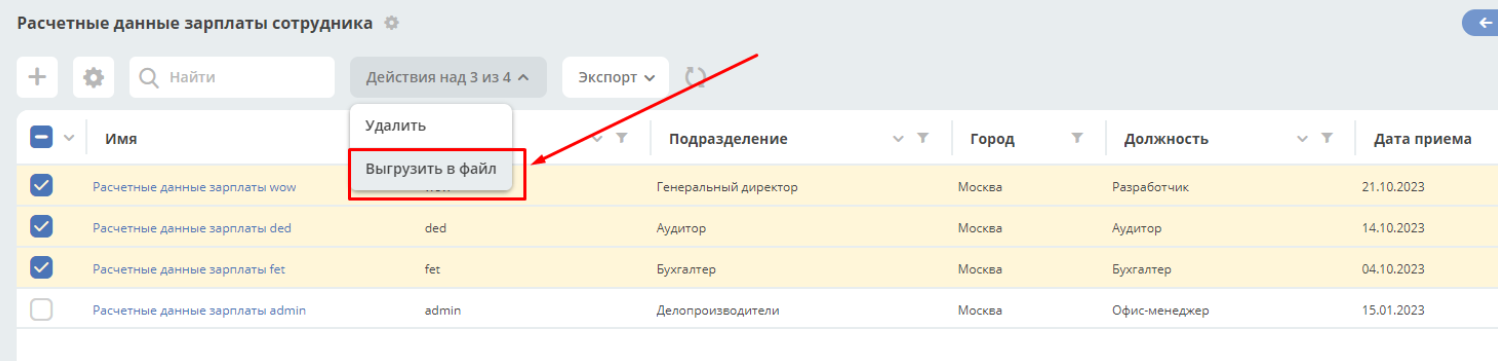 Расчетные данные зарплаты сотрудника
Найти Действия над 3 из 4 Экспорт
Удалить
Выгрузить в файл
Имя Подразделение Город Должность Дата приема
Расчетные данные зарплаты wow Генеральный директор Москва Разработчик 21.10.2023
Расчетные данные зарплаты ded ded Аудитор Москва Аудитор 14.10.2023
Расчетные данные зарплаты fet fet Бухгалтер Москва Бухгалтер 04.10.2023
Расчетные данные зарплаты admin admin Делопроизводители Москва Офис-менеджер 15.01.2023